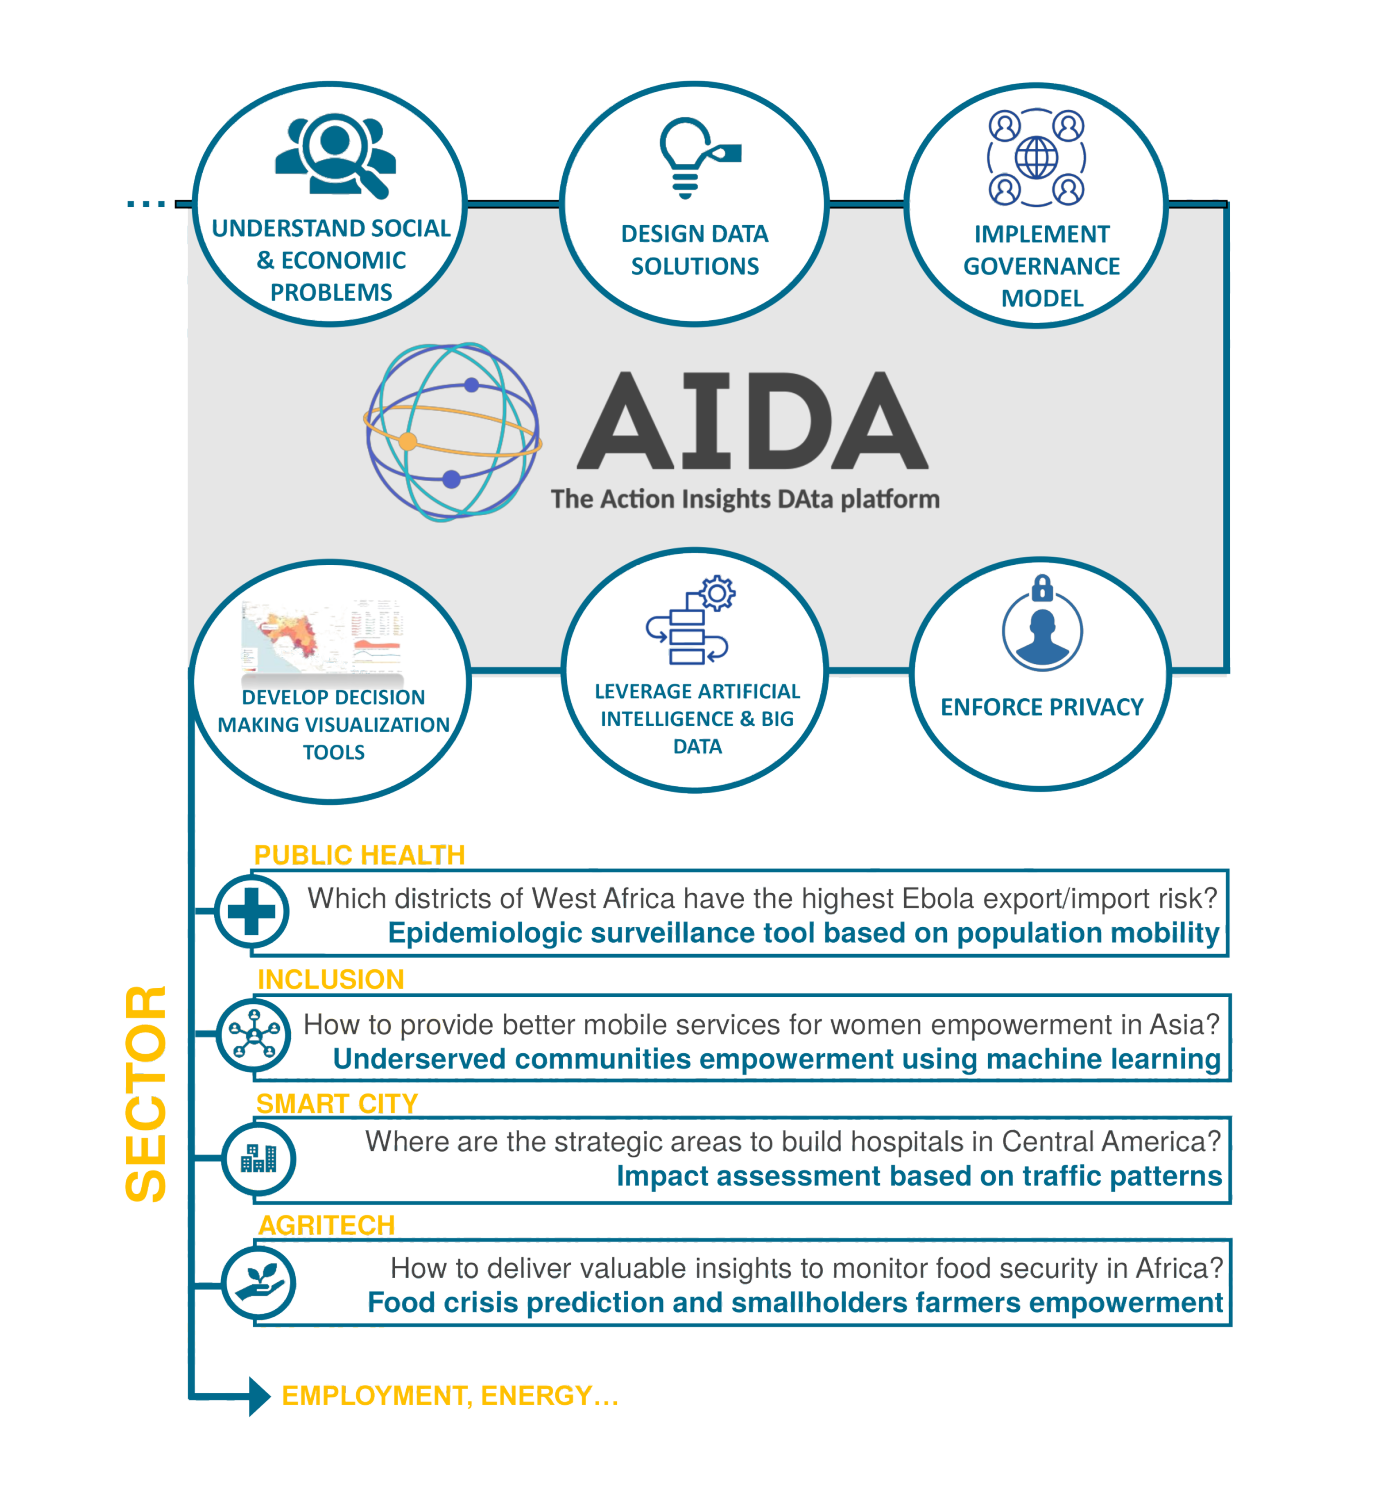 ...
UNDERSTAND SOCIAL
& ECONOMIC
PROBLEMS
DESIGN DATA
SOLUTIONS
IMPLEMENT
GOVERNANCE
MODEL
AIDA
The Action Insights DAta platform
DEVELOP DECISION
MAKING VISUALIZATION
TOOLS
LEVERAGE ARTIFICIAL
INTELLIGENCE & BIG
DATA
ENFORCE PRIVACY
SECTOR
PUBLIC HEALTH
Which districts of West Africa have the highest Ebola export/import risk?
Epidemiologic surveillance tool based on population mobility
INCLUSION
How to provide better mobile services for women empowerment in Asia?
Underserved communities empowerment using machine learning
SMART CITY
Where are the strategic areas to build hospitals in Central America?
Impact assessment based on traffic patterns
AGRITECH
How to deliver valuable insights to monitor food security in Africa?
Food crisis prediction and smallholders farmers empowerment
EMPLOYMENT, ENERGY...